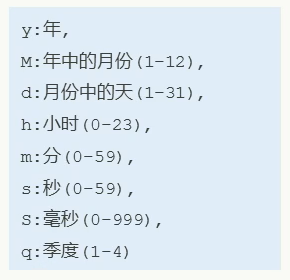 y:年,
M:年中的月份(1-12),
d:月份中的天(1-31),
h:小时(0-23),
m:分(0-59),
s:秒(0-59),
S:毫秒(0-999),
q:季度(1-4)